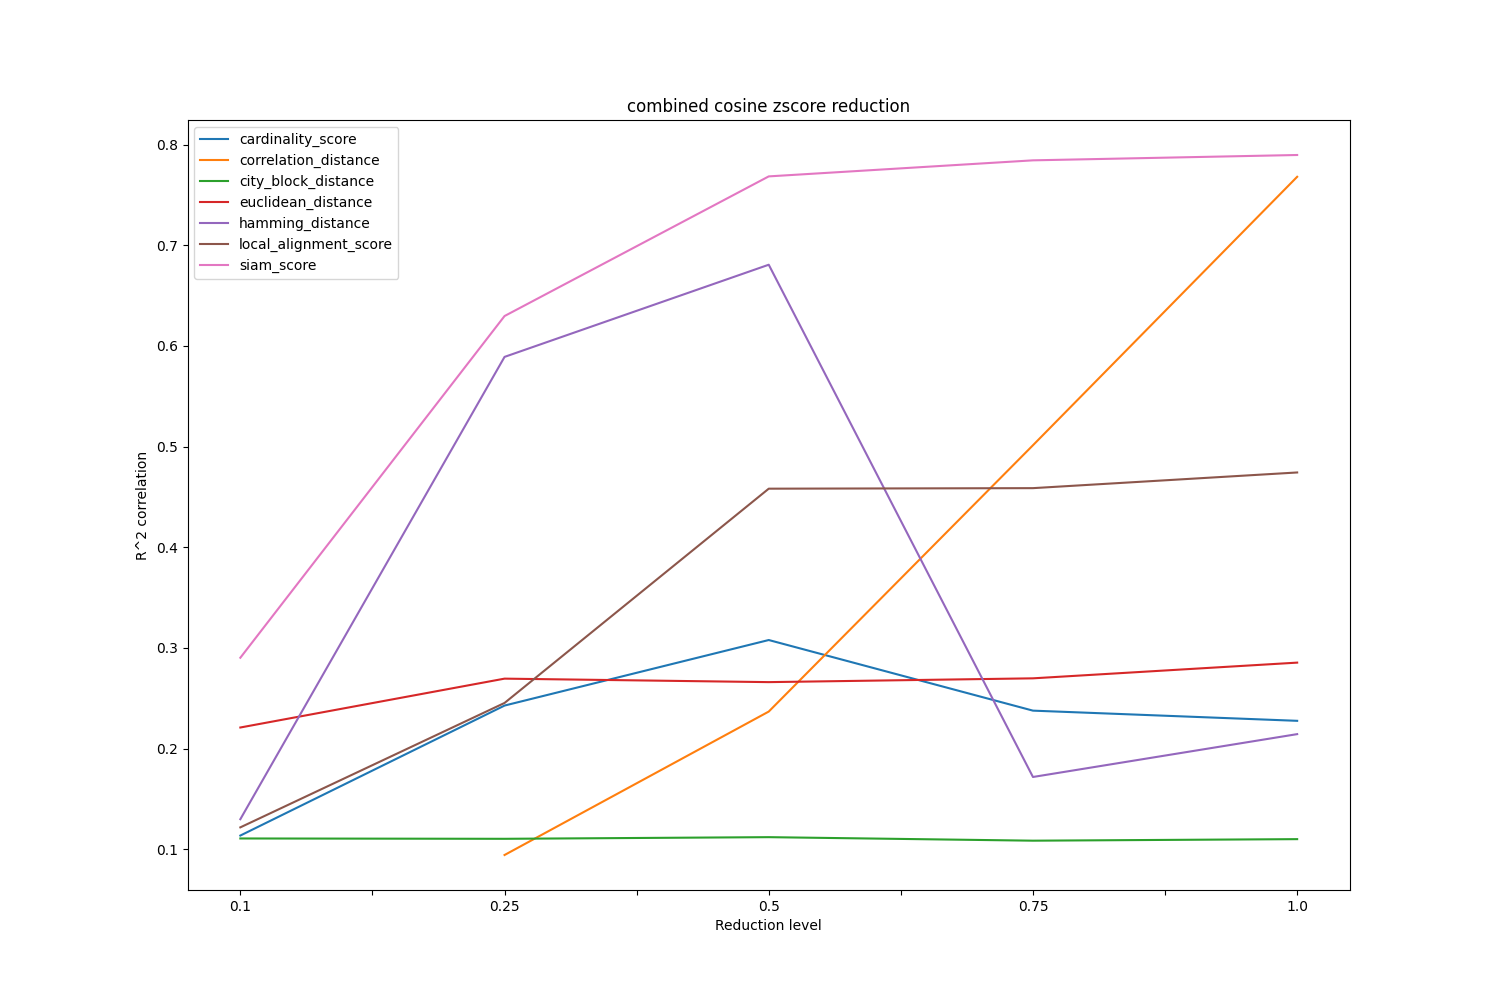 combined cosine zscore reduction
cardinality_score
correlation_distance
city_block_distance
euclidean_distance
hamming_distance
local_alignment_score
siam_score
0.8
0.7
0.6
0.5
0.4
0.3
0.2
0.1
R^2 correlation
0.1 0.25 0.5 0.75 1.0
Reduction level